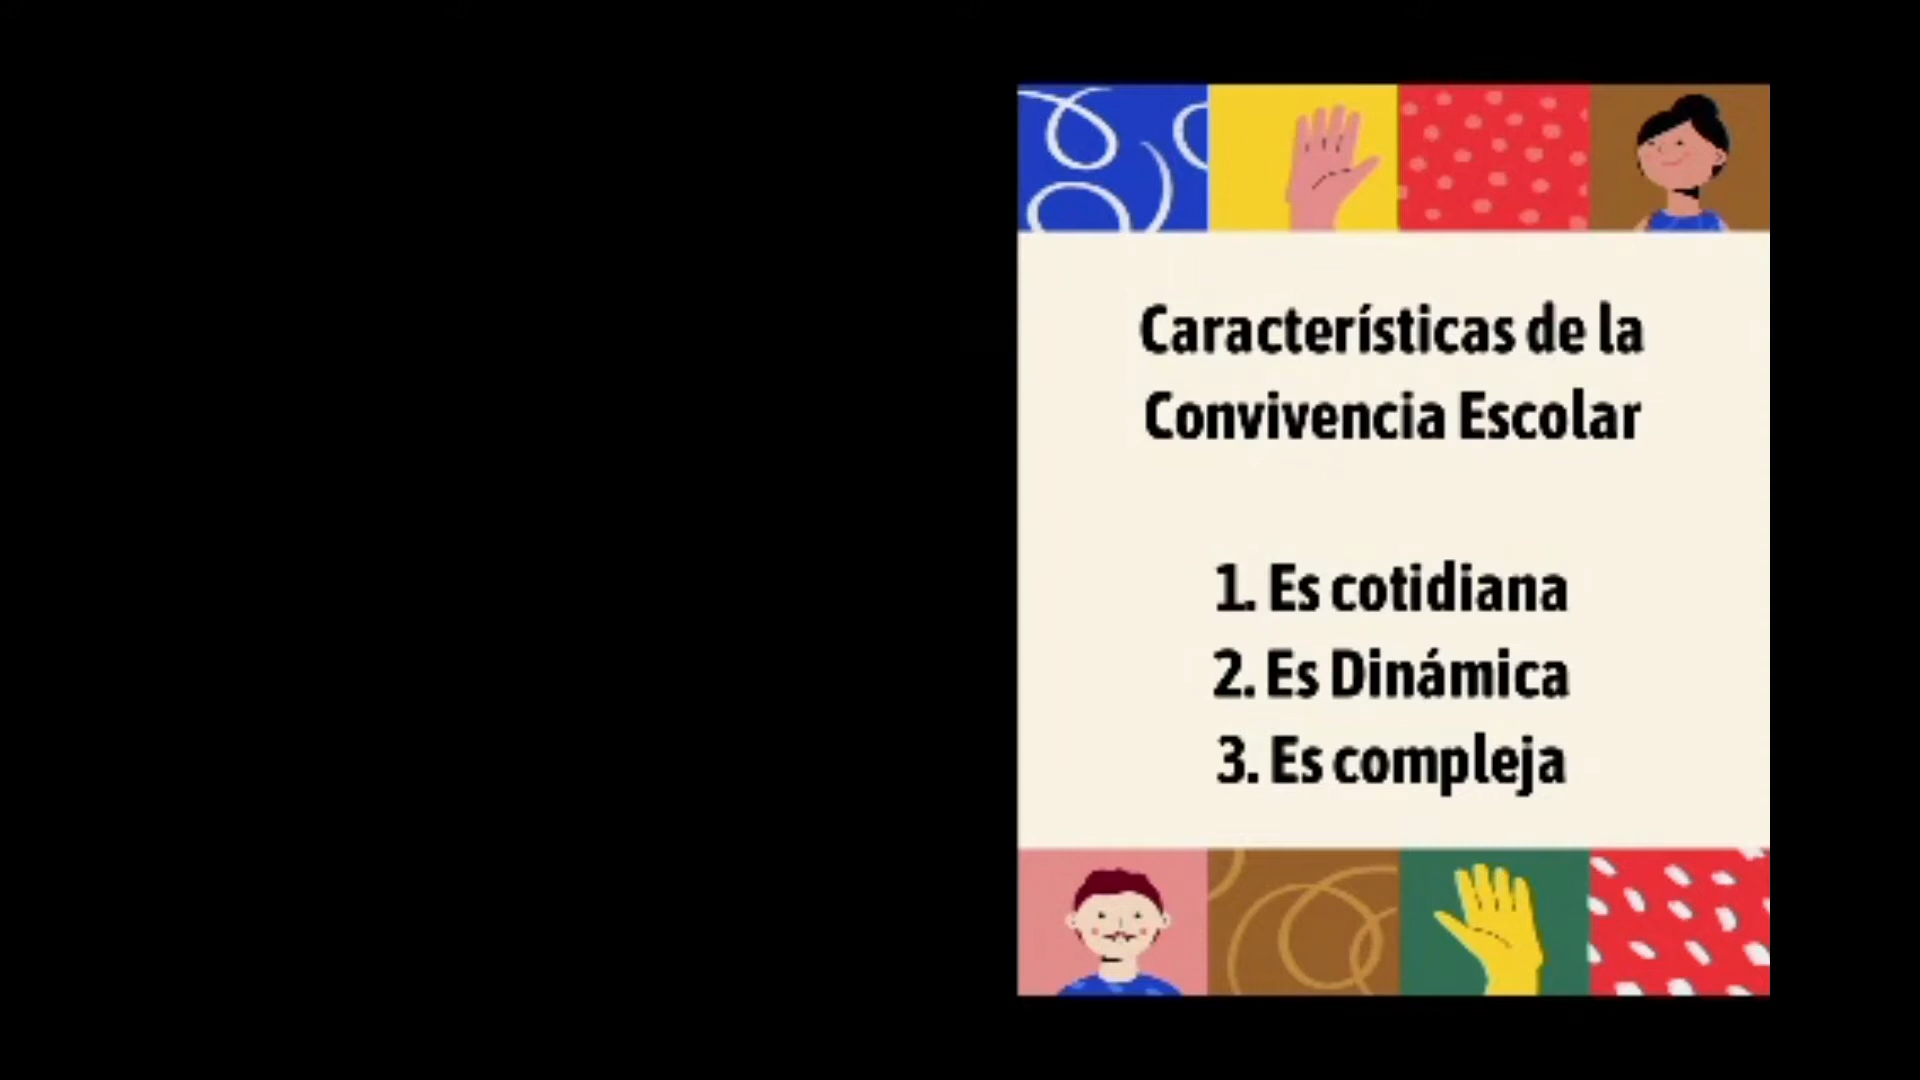 Características de la
Convivencia Escolar
1. Es cotidiana
2. Es Dinámica
3. Es compleja